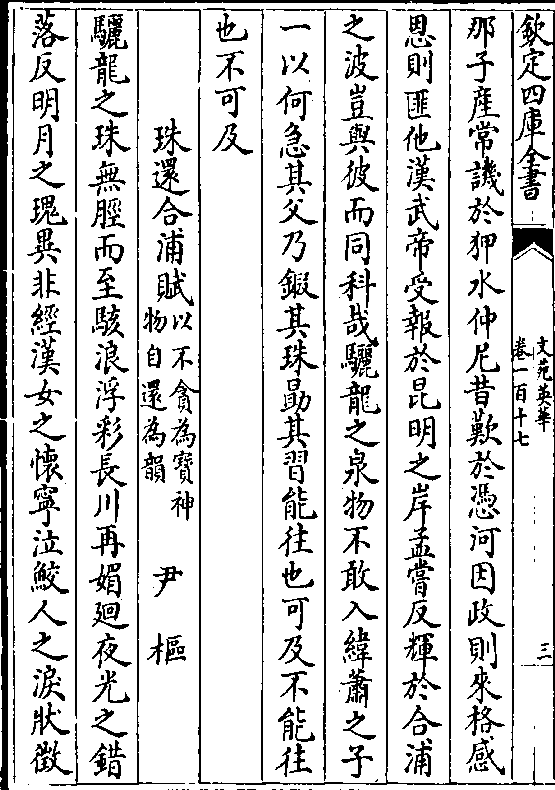 欽定四庫全書
文苑英華
卷一百十七
三
那子產常譏於狎水仲尼昔歎於憑河因政則來格感
恩則匪他漢武帝受報於昆明之岸孟嘗反輝於合浦
之波豈與彼而同科哉驪龍之泉物不敢入緯蕭之子
一以何急其父乃鍜其珠勗其習能往也可及不能往
也不可及
珠還合浦賦以不貪為寶神物自還為韻 尹樞
驪龍之珠無脛而至駭浪浮彩長川再媚廻夜光之錯
落反明月之瑰異非經漢女之懷寧泣鮫人之淚狀徵